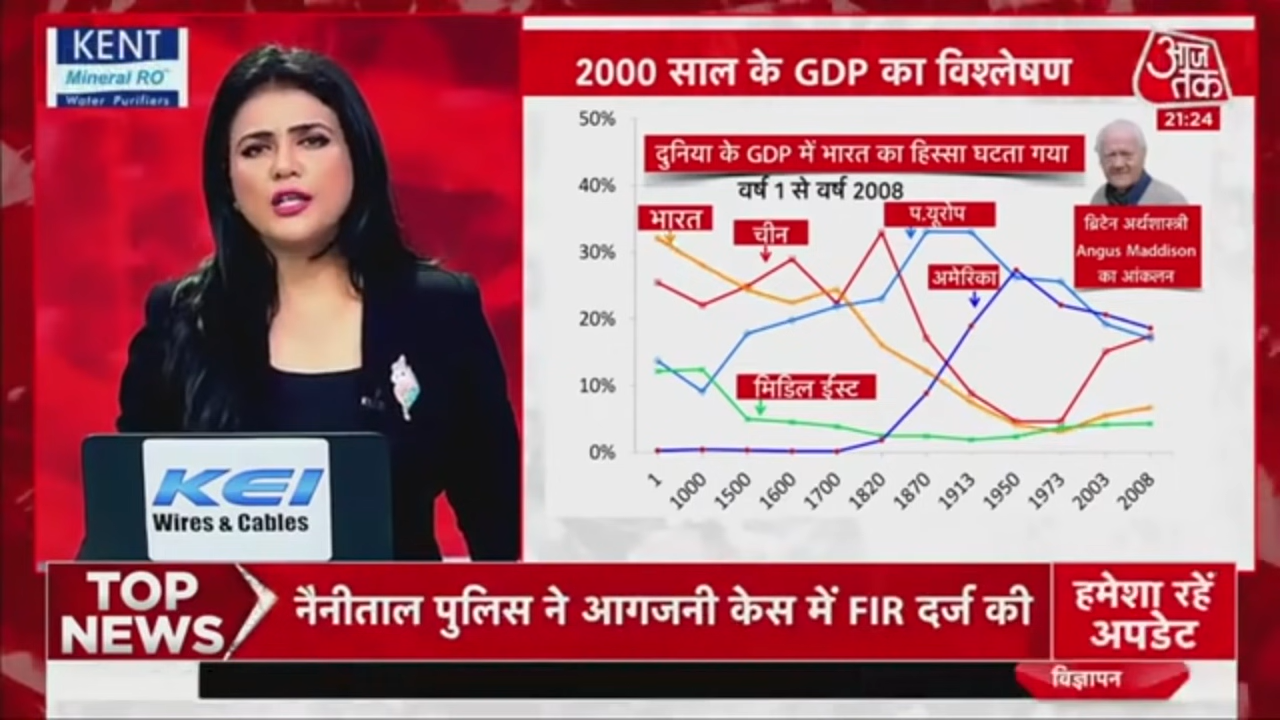 KENT
Mineral RO™
Water Purifiers
2000 साल के GDP का विश्लेषण
आज
तक
21:24
50%
40%
30%
20%
10%
0%
दुनिया के GDP में भारत का हिस्सा घटता गया
वर्ष 1 से वर्ष 2008
भारत
चीन
प.यूरोप
अमेरिका
मिडिल ईस्ट
ब्रिटेन अर्थशास्त्री
Angus Maddison
का आंकलन
1
1000
1500
1600
1700
1820
1870
1913
1950
1973
2003
2008
KEI
Wires & Cables
TOP
NEWS
नैनीताल पुलिस ने आगजनी केस में FIR दर्ज की
हमेशा रहें
अपडेट
विज्ञापन